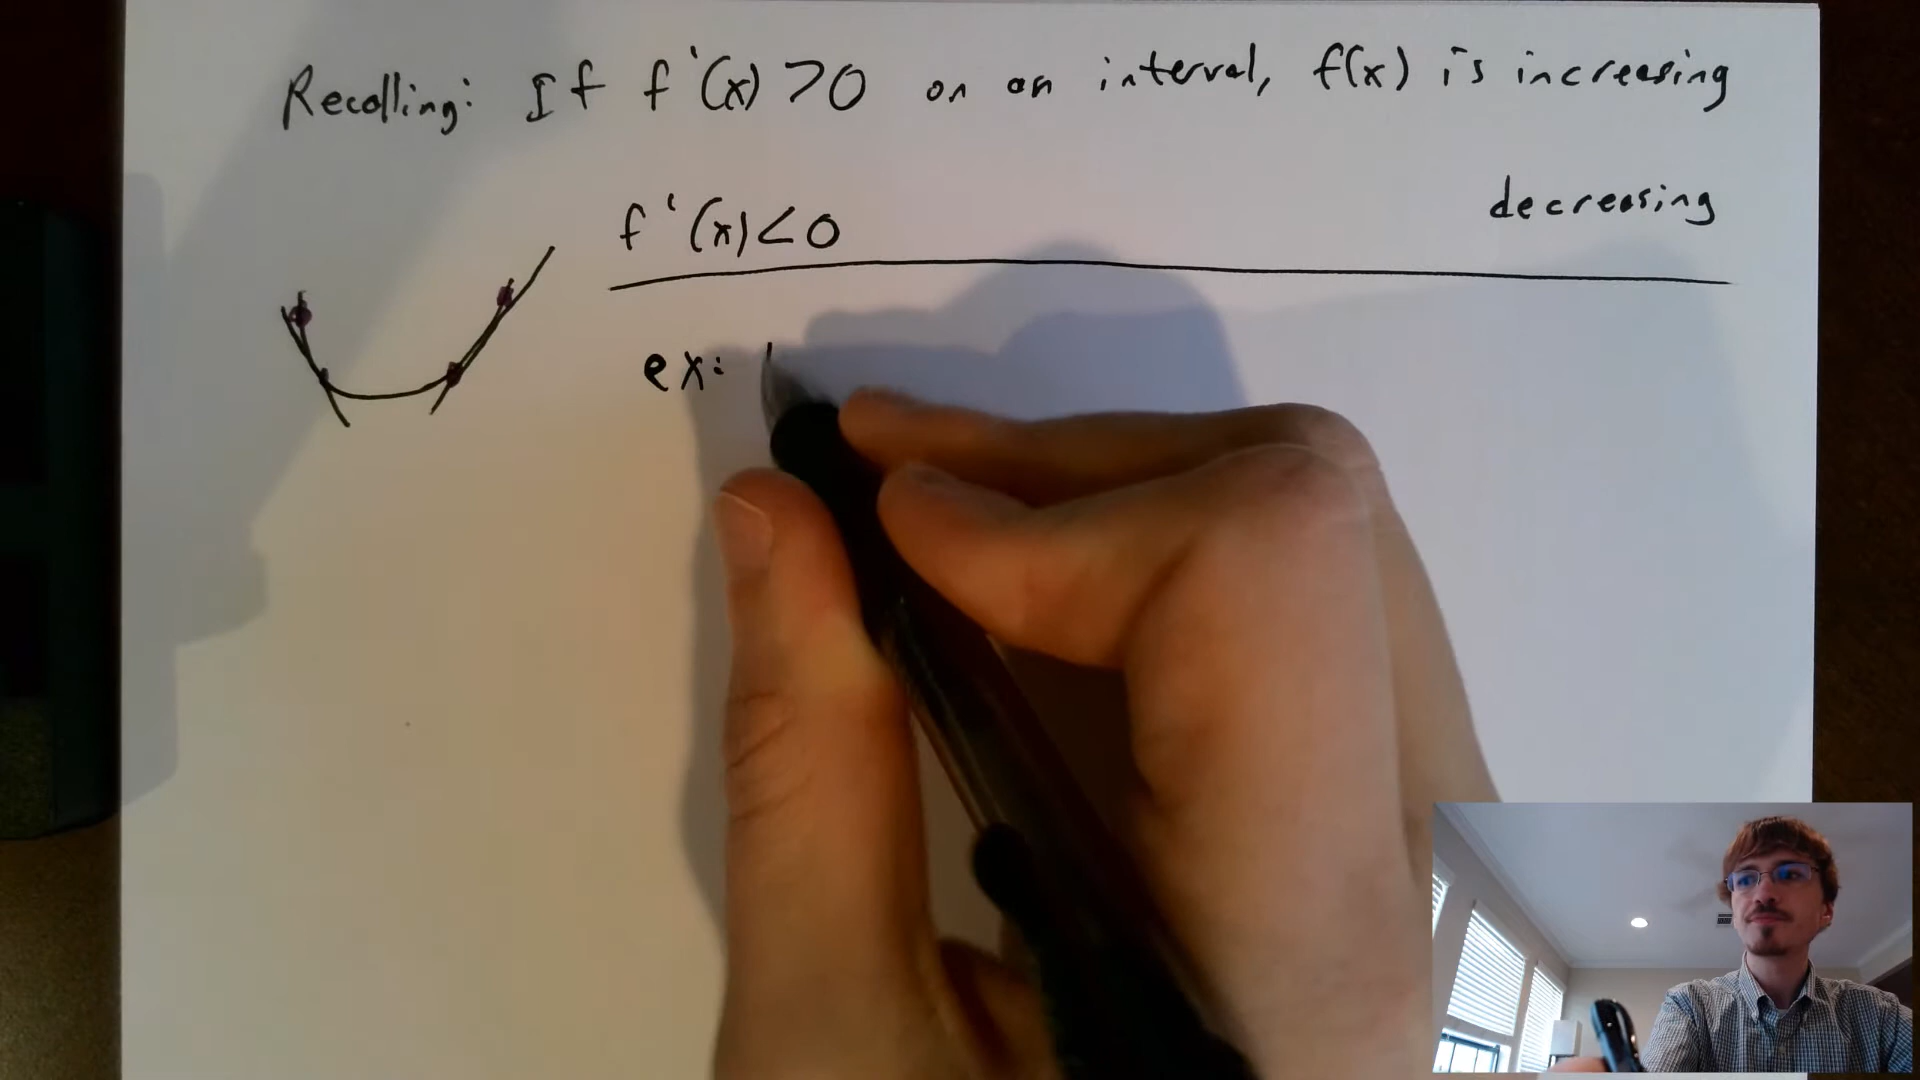 Recalling: If f'(x) >0 on an interval, f(x) is increasing
f'(x)<0 decreasing
ex: